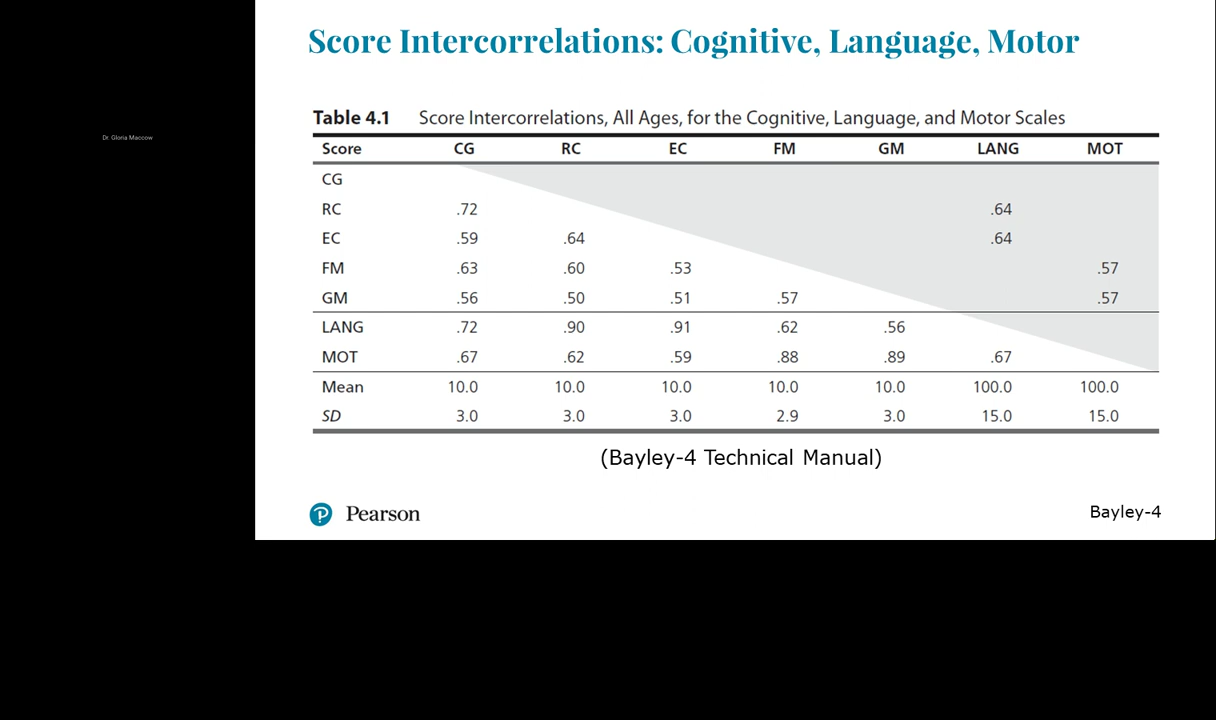 Score Intercorrelations: Cognitive, Language, Motor
Dr. Gloria Maccow
Table 4.1 Score Intercorrelations, All Ages, for the Cognitive, Language, and Motor Scales
Score CG RC EC FM GM LANG MOT
CG
RC .72 .64
EC .59 .64 .64
FM .63 .60 .53 .57
GM .56 .50 .51 .57 .57
LANG .72 .90 .91 .62 .56
MOT .67 .62 .59 .88 .89 .67
Mean 10.0 10.0 10.0 10.0 10.0 100.0 100.0
SD 3.0 3.0 3.0 2.9 3.0 15.0 15.0
(Bayley-4 Technical Manual)
Pearson
Bayley-4